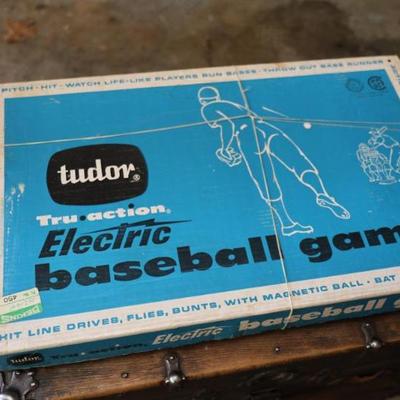 PITCH - HIT - WATCH LIFE-LIKE PLAYERS RUN BASES - THROW OUT BASE RUNNER
tudor®
Tru•action®
Electric
baseball gam
HIT LINE DRIVES, FLIES, BUNTS, WITH MAGNETIC BALL • BAT
tudor®
Tru•action
Electric
baseball g